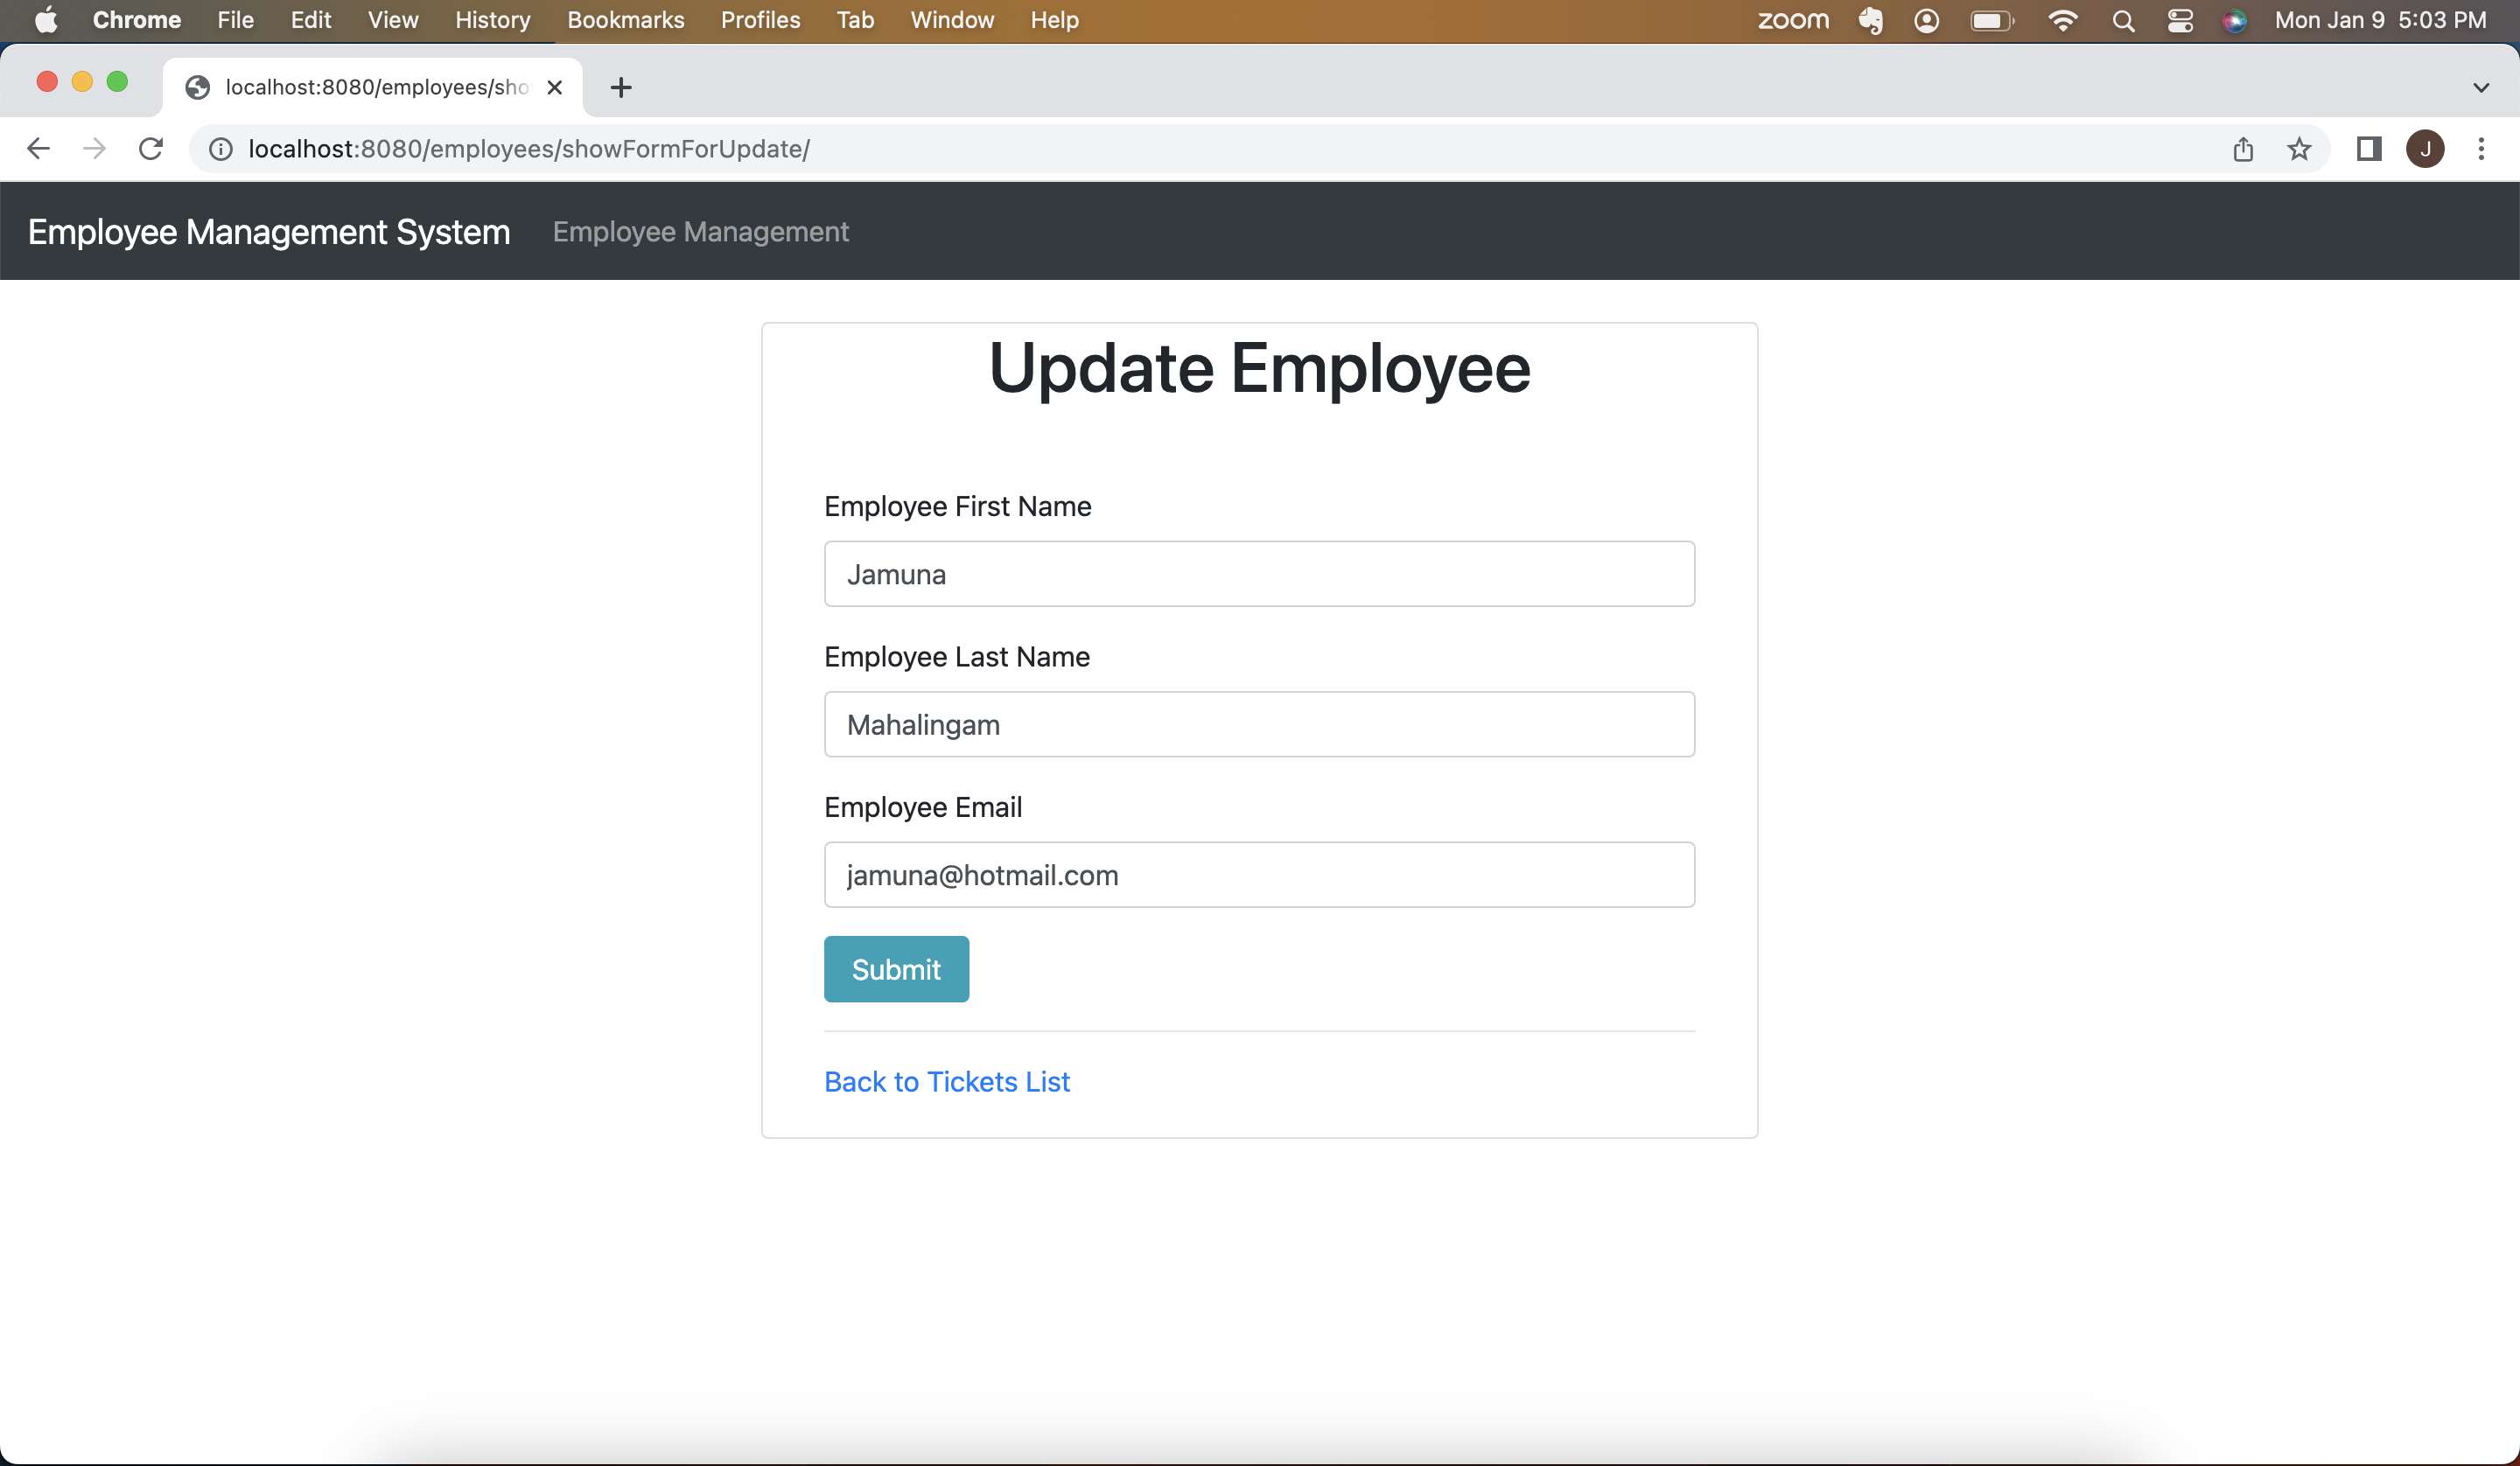 Chrome File Edit View History Bookmarks Profiles Tab Window Help zoom Mon Jan 9 5:03 PM
localhost:8080/employees/sho
localhost:8080/employees/showFormForUpdate/ J
Employee Management System Employee Management
Update Employee
Employee First Name
Jamuna
Employee Last Name
Mahalingam
Employee Email
jamuna@hotmail.com
Submit
Back to Tickets List